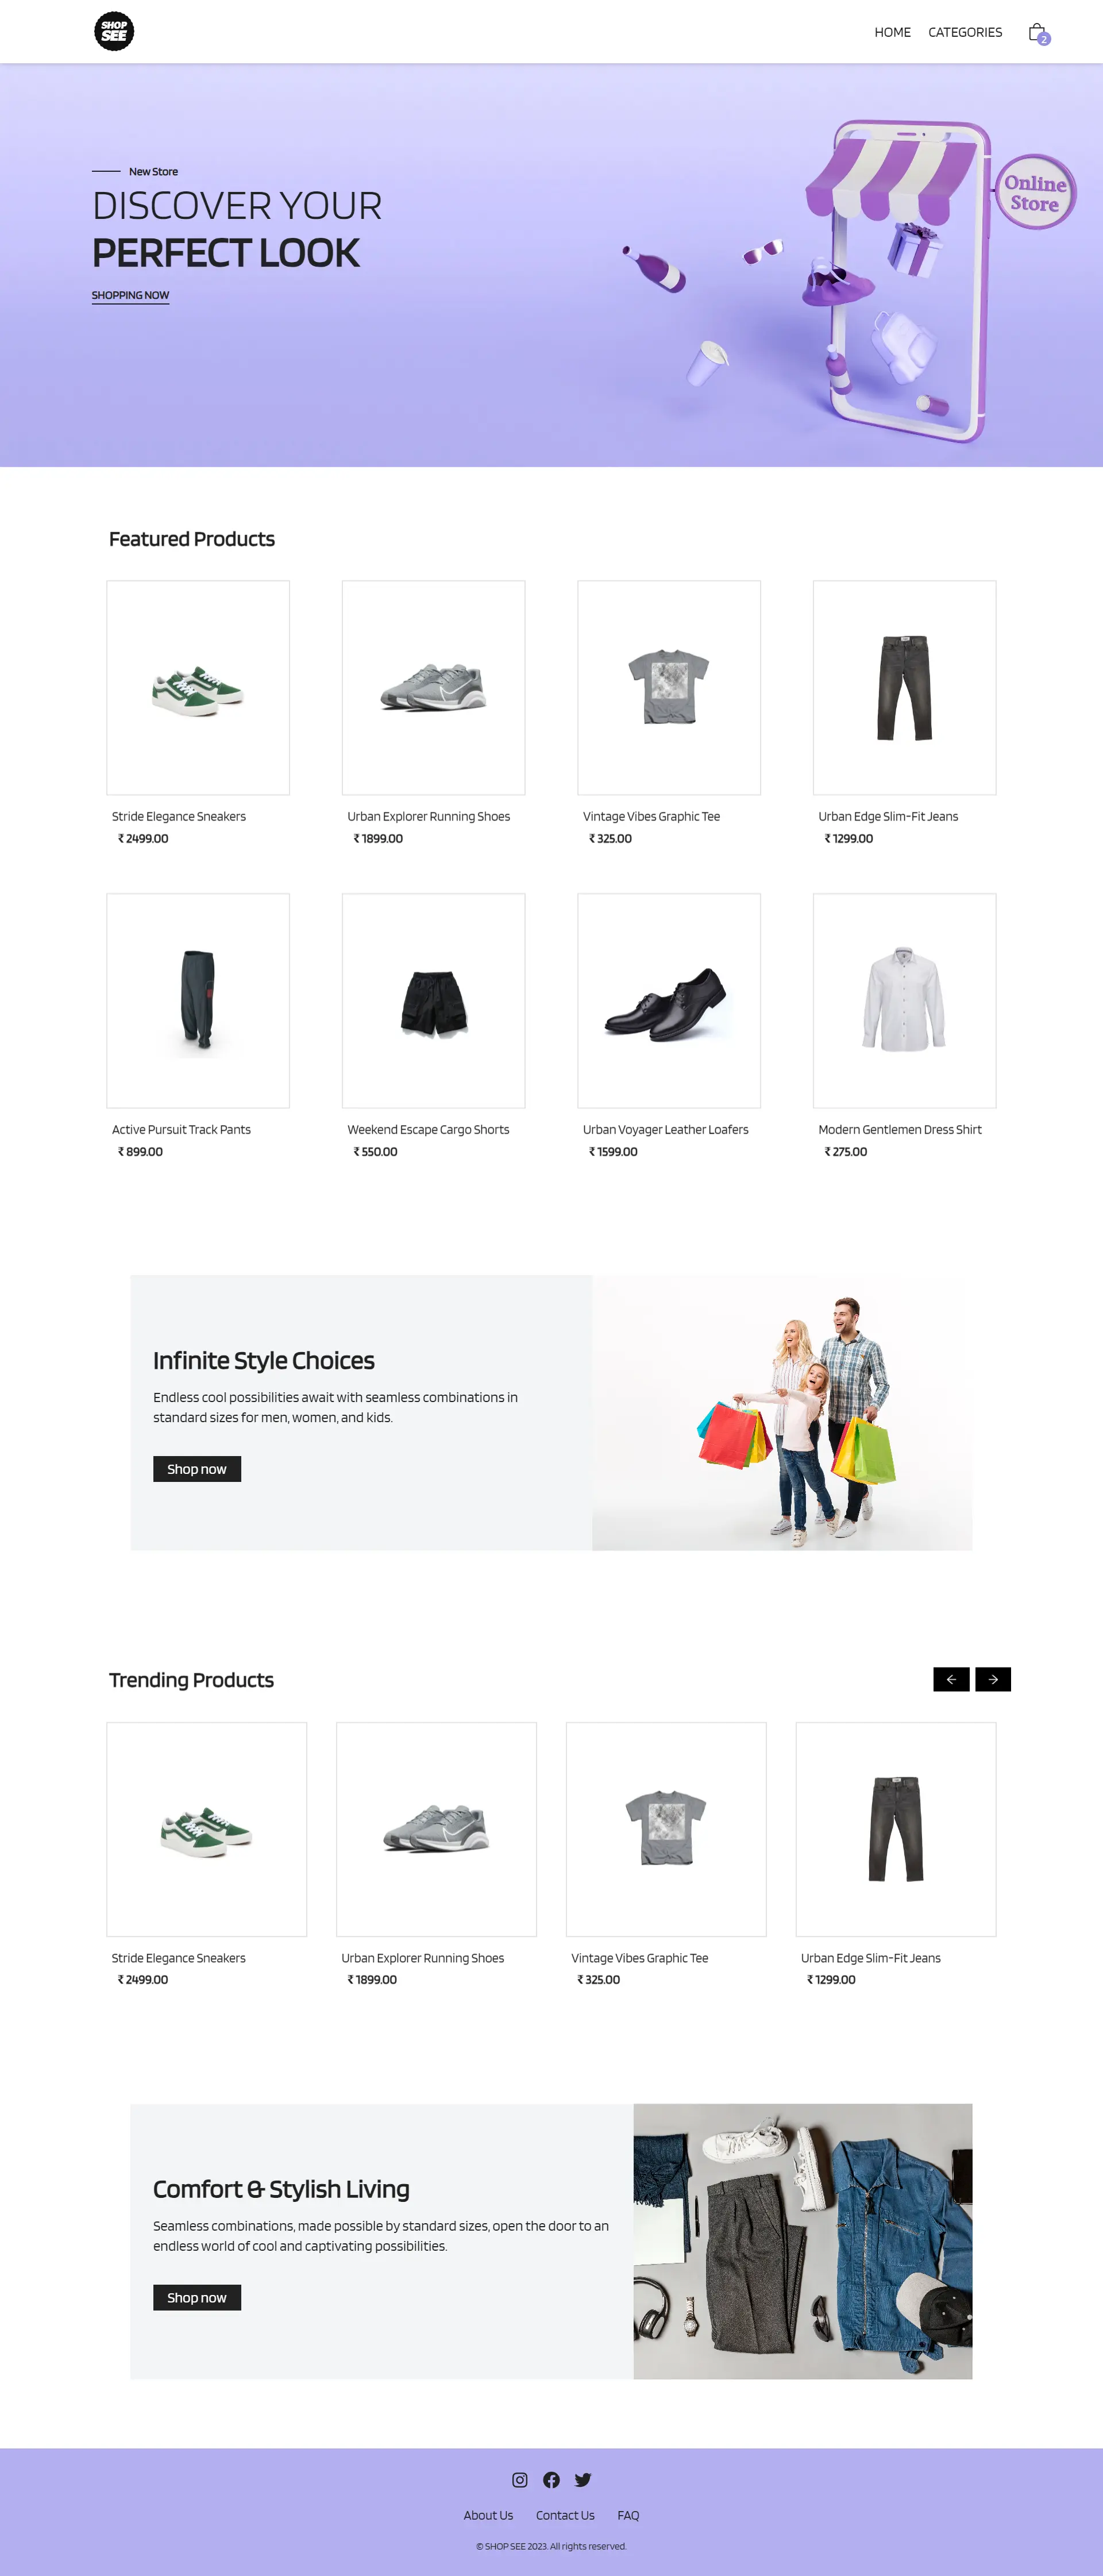 SHOP
SEE
HOME
CATEGORIES
2
New Store
DISCOVER YOUR
PERFECT LOOK
SHOPPING NOW
Online
Store
Featured Products
Stride Elegance Sneakers
₹ 2499.00
Urban Explorer Running Shoes
₹ 1899.00
Vintage Vibes Graphic Tee
₹ 325.00
Urban Edge Slim-Fit Jeans
₹ 1299.00
Active Pursuit Track Pants
₹ 899.00
Weekend Escape Cargo Shorts
₹ 550.00
Urban Voyager Leather Loafers
₹ 1599.00
Modern Gentlemen Dress Shirt
₹ 275.00
Infinite Style Choices
Endless cool possibilities await with seamless combinations in
standard sizes for men, women, and kids.
Shop now
Trending Products
Stride Elegance Sneakers
₹ 2499.00
Urban Explorer Running Shoes
₹ 1899.00
Vintage Vibes Graphic Tee
₹ 325.00
Urban Edge Slim-Fit Jeans
₹ 1299.00
Comfort & Stylish Living
Seamless combinations, made possible by standard sizes, open the door to an
endless world of cool and captivating possibilities.
Shop now
About Us
Contact Us
FAQ
© SHOP SEE 2023. All rights reserved.